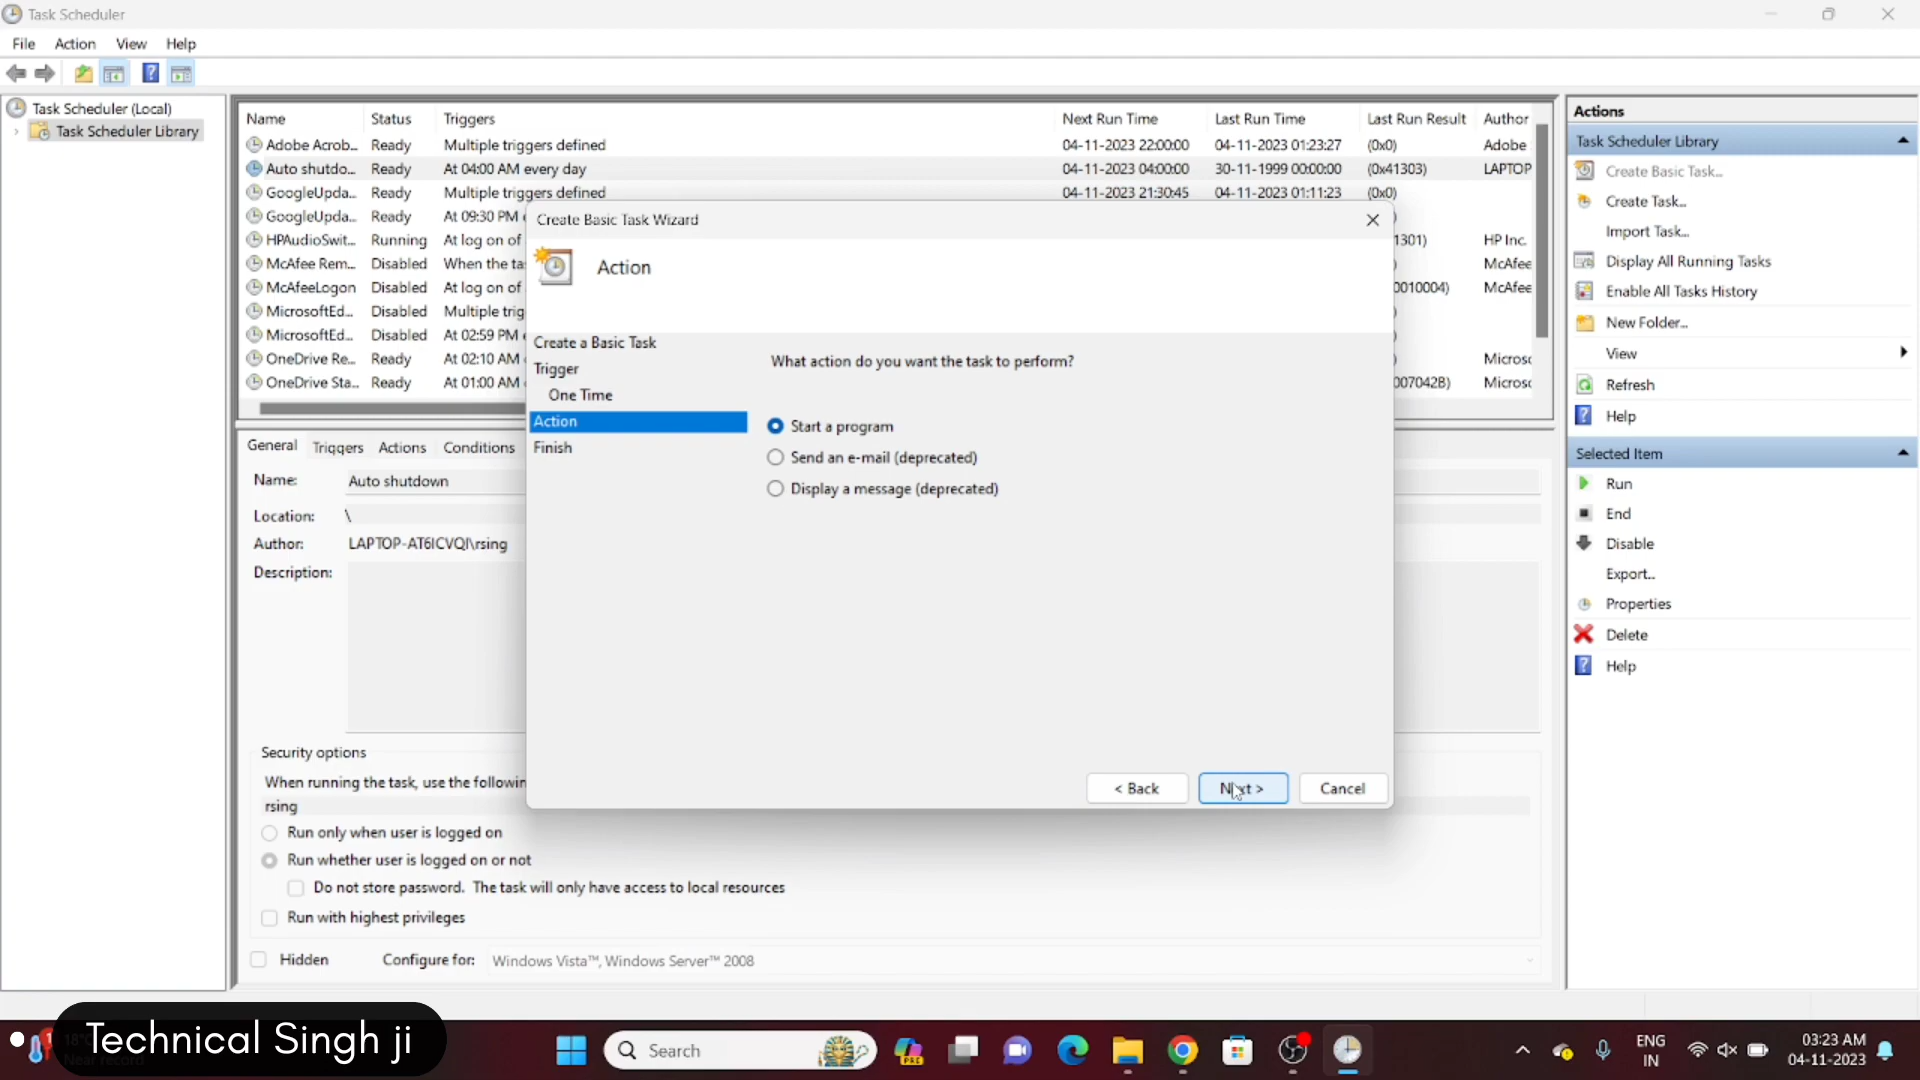 Task Scheduler
File Action View Help
Task Scheduler (Local)
Task Scheduler Library
Name Status Triggers Next Run Time Last Run Time Last Run Result Author
Adobe Acrob... Ready Multiple triggers defined 04-11-2023 22:00:00 04-11-2023 01:23:27 (0x0) Adobe
Auto shutdo... Ready At 04:00 AM every day 04-11-2023 04:00:00 30-11-1999 00:00:00 (0x41303) LAPTOP
GoogleUpda... Ready Multiple triggers defined 04-11-2023 21:30:45 04-11-2023 01:11:23 (0x0)
GoogleUpda... Ready At 09:30 PM
HPAudioSwit... Running At log on of 1301) HP Inc.
McAfee Rem... Disabled When the ta McAfee
McAfeeLogon Disabled At log on of 0010004) McAfee
MicrosoftEd... Disabled Multiple trig
MicrosoftEd... Disabled At 02:59 PM
OneDrive Re... Ready At 02:10 AM Microso
OneDrive Sta... Ready At 01:00 AM 007042B) Microso
Create Basic Task Wizard
Action
Create a Basic Task
Trigger
One Time
Action
Finish
What action do you want the task to perform?
Start a program
Send an e-mail (deprecated)
Display a message (deprecated)
< Back Next > Cancel
General Triggers Actions Conditions
Name: Auto shutdown
Location: \
Author: LAPTOP-AT6ICVQI\rsing
Description:
Security options
When running the task, use the followin
rsing
Run only when user is logged on
Run whether user is logged on or not
Do not store password. The task will only have access to local resources
Run with highest privileges
Hidden Configure for: Windows Vista™, Windows Server™ 2008
Actions
Task Scheduler Library
Create Basic Task...
Create Task...
Import Task...
Display All Running Tasks
Enable All Tasks History
New Folder...
View
Refresh
Help
Selected Item
Run
End
Disable
Export...
Properties
Delete
Help
Technical Singh ji
Search
PRE
ENG
IN
03:23 AM
04-11-2023